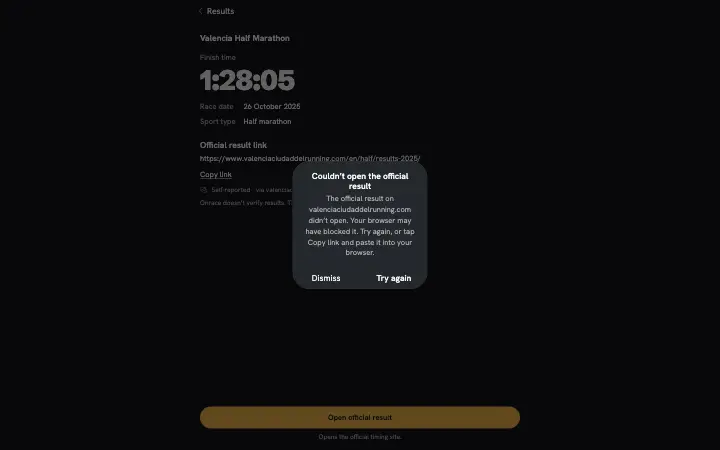 Results
Valencia Half Marathon
Finish time
1:28:05
Race date 26 October 2025
Sport type Half marathon
Official result link
https://www.valenciaciudaddelrunning.com/en/half/results-2025/
Copy link
Self-reported · via valenciac
Onrace doesn't verify results. T
Couldn't open the official
result
The official result on
valenciaciudaddelrunning.com
didn't open. Your browser may
have blocked it. Try again, or tap
Copy link and paste it into your
browser.
Dismiss Try again
Open official result
Opens the official timing site.